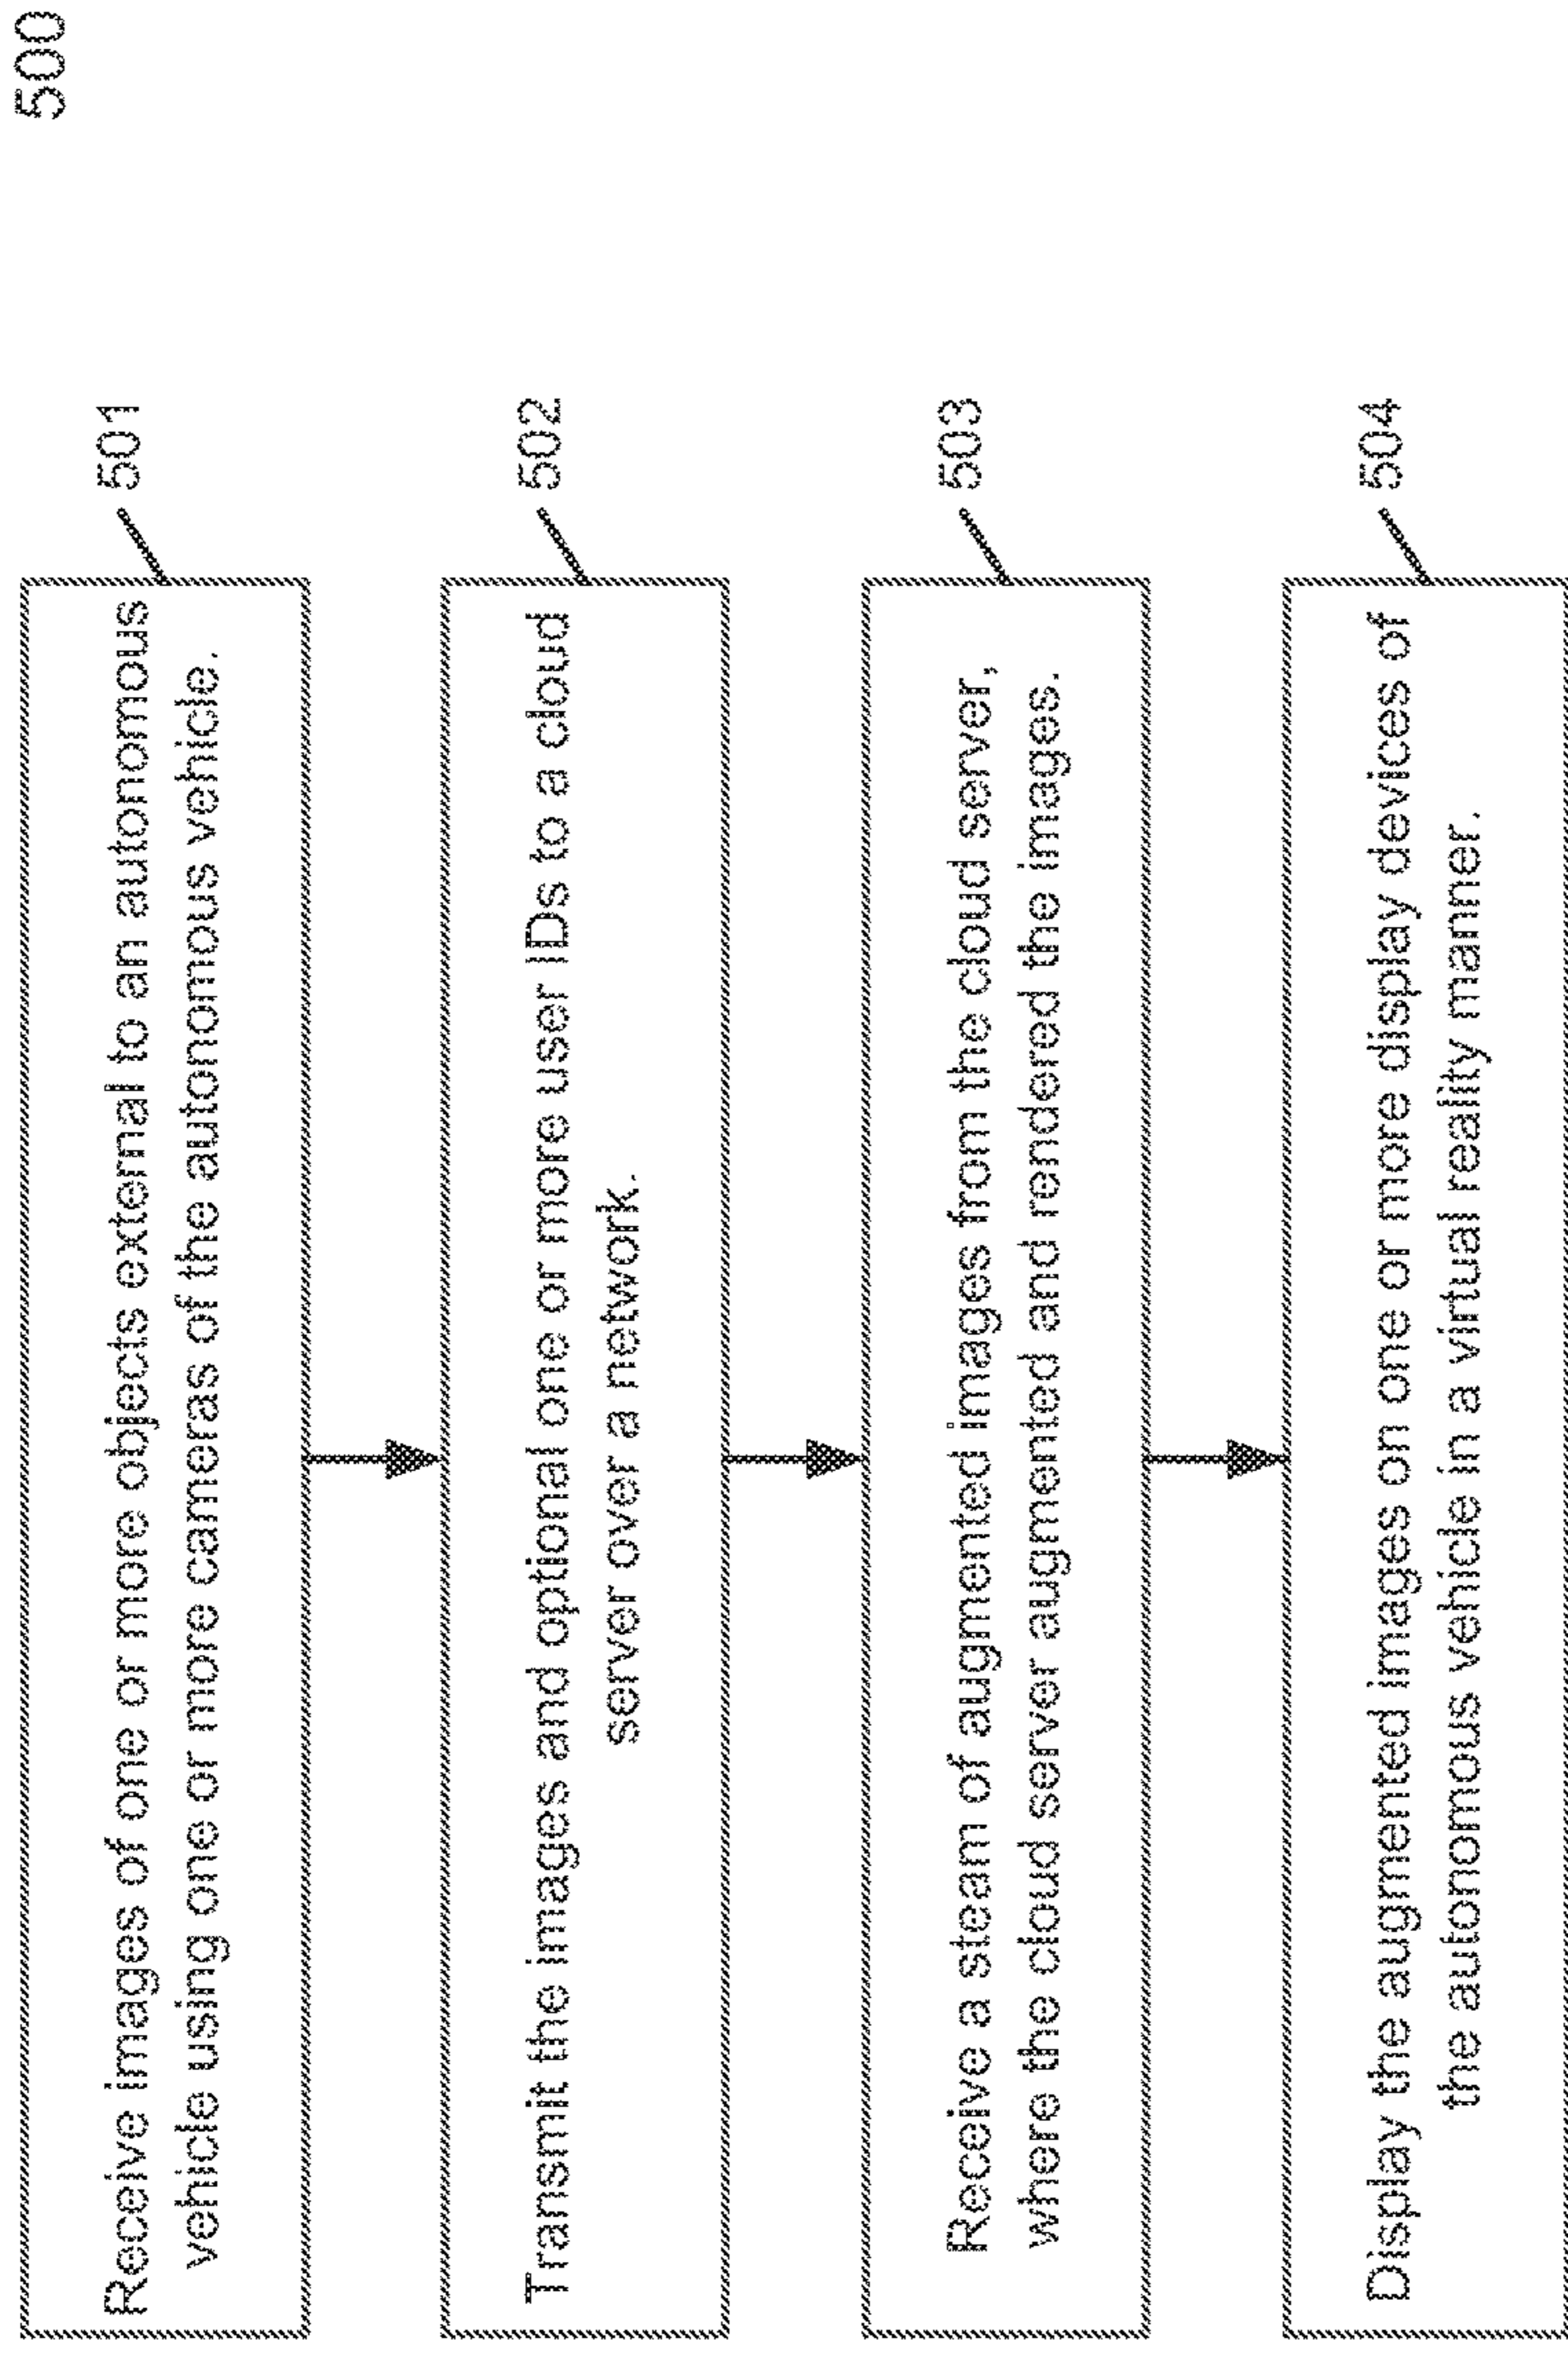 500
501
Receive images of one or more objects external to an autonomous
vehicle using one or more cameras of the autonomous vehicle.
502
Transmit the images and optional one or more user IDs to a cloud
server over a network.
503
Receive a steam of augmented images from the cloud server,
where the cloud server augmented and rendered the images.
504
Display the augmented images on one or more display devices of
the autonomous vehicle in a virtual reality manner.